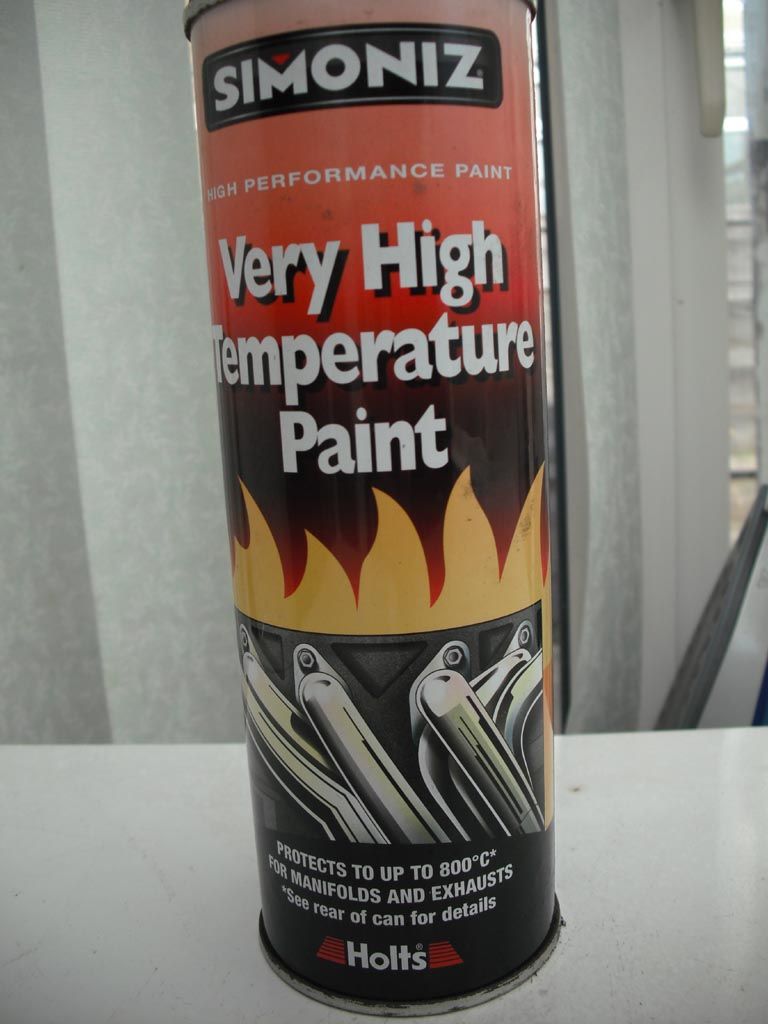 SIMONIZ
HIGH PERFORMANCE PAINT
Very High
Temperature
Paint
PROTECTS TO UP TO 800°C*
FOR MANIFOLDS AND EXHAUSTS
*See rear of can for details
Holts®